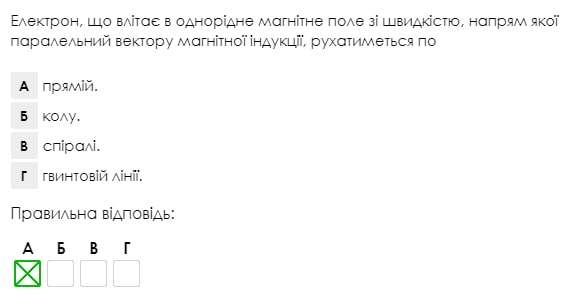 Електрон, що влітає в однорідне магнітне поле зі швидкістю, напрям якої
паралельний вектору магнітної індукції, рухатиметься по
А прямій.
Б колу.
В спіралі.
Г гвинтовій лінії.
Правильна відповідь:
А Б В Г